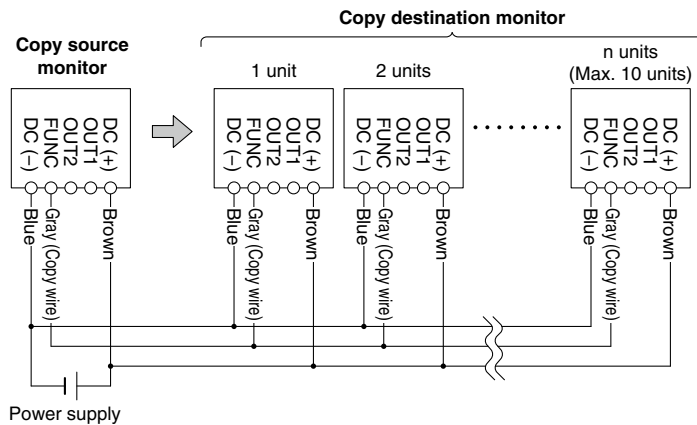 Copy destination monitor
Copy source
monitor
1 unit
2 units
n units
(Max. 10 units)
DC (−)
FUNC
OUT2
OUT1
DC (+)
DC (−)
FUNC
OUT2
OUT1
DC (+)
DC (−)
FUNC
OUT2
OUT1
DC (+)
DC (−)
FUNC
OUT2
OUT1
DC (+)
Blue
Gray (Copy wire)
Brown
Blue
Gray (Copy wire)
Brown
Blue
Gray (Copy wire)
Brown
Blue
Gray (Copy wire)
Brown
Power supply